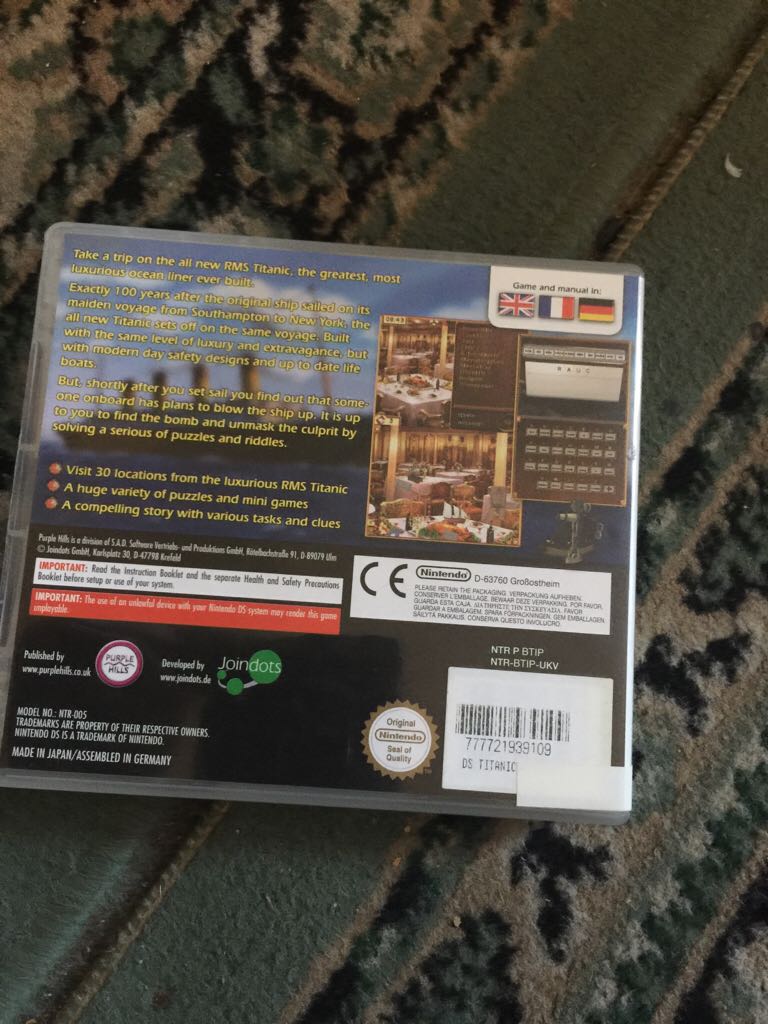 Take a trip on the all new RMS Titanic, the greatest, most
luxurious ocean liner ever built.
Exactly 100 years after the original ship sailed on its
maiden voyage from Southampton to New York, the
all new Titanic sets off on the same voyage. Built
with the same level of luxury and extravagance, but
with modern day safety designs and up to date life
boats.
But, shortly after you set sail you find out that some-
one onboard has plans to blow the ship up. It is up
to you to find the bomb and unmask the culprit by
solving a serious of puzzles and riddles.
Visit 30 locations from the luxurious RMS Titanic
A huge variety of puzzles and mini games
A compelling story with various tasks and clues
Game and manual in:
08:43
RAUC
Purple Hills is a division of S.A.D. Software Vertriebs- und Produktions GmbH, Rötelbachstraße 91, D-89079 Ulm
© Joindots GmbH, Karlsplatz 30, D-47798 Krefeld
IMPORTANT: Read the Instruction Booklet and the separate Health and Safety Precautions
Booklet before setup or use of your system.
IMPORTANT: The use of an unlawful device with your Nintendo DS system may render this game
unplayable.
CE
Nintendo D-63760 Großostheim
PLEASE RETAIN THE PACKAGING. VERPACKUNG AUFHEBEN.
CONSERVER L'EMBALLAGE. BEWAAR DEZE VERPAKKING. POR FAVOR,
GUARDA ESTA CAJA. ΔΙΑΤΗΡΗΣΤΕ ΤΗΝ ΣΥΣΚΕΥΑΣΙΑ. FAVOR
GUARDAR A EMBALAGEM. SPARA FÖRPACKNINGEN. GEM EMBALLAGEN.
SÄILYTÄ PAKKAUS. CONSERVA QUESTO INVOLUCRO.
NTR P BTIP
NTR-BTIP-UKV
Published by
www.purplehills.co.uk
PURPLE
HILLS
Developed by
www.joindots.de
Joindots
MODEL NO.: NTR-005
TRADEMARKS ARE PROPERTY OF THEIR RESPECTIVE OWNERS.
NINTENDO DS IS A TRADEMARK OF NINTENDO.
MADE IN JAPAN/ASSEMBLED IN GERMANY
Original
Nintendo
Seal of
Quality
777721939109
DS TITANIC